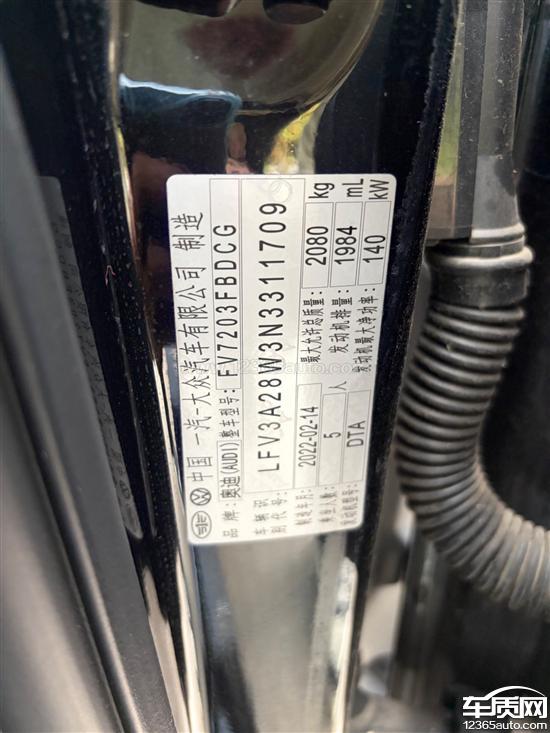 中国 一汽-大众汽车有限公司 制造
品牌: 奥迪(AUDI) 整车型号: FV7203FBDCG
车辆识别代号: LFV3A28W3N3311709
制造年月: 2022-02-14 最大允许总质量: 2080 kg
乘坐人数: 5 人 发动机排量: 1984 mL
发动机型号: DTA 发动机最大净功率: 140 kW
车质网
12365auto.com